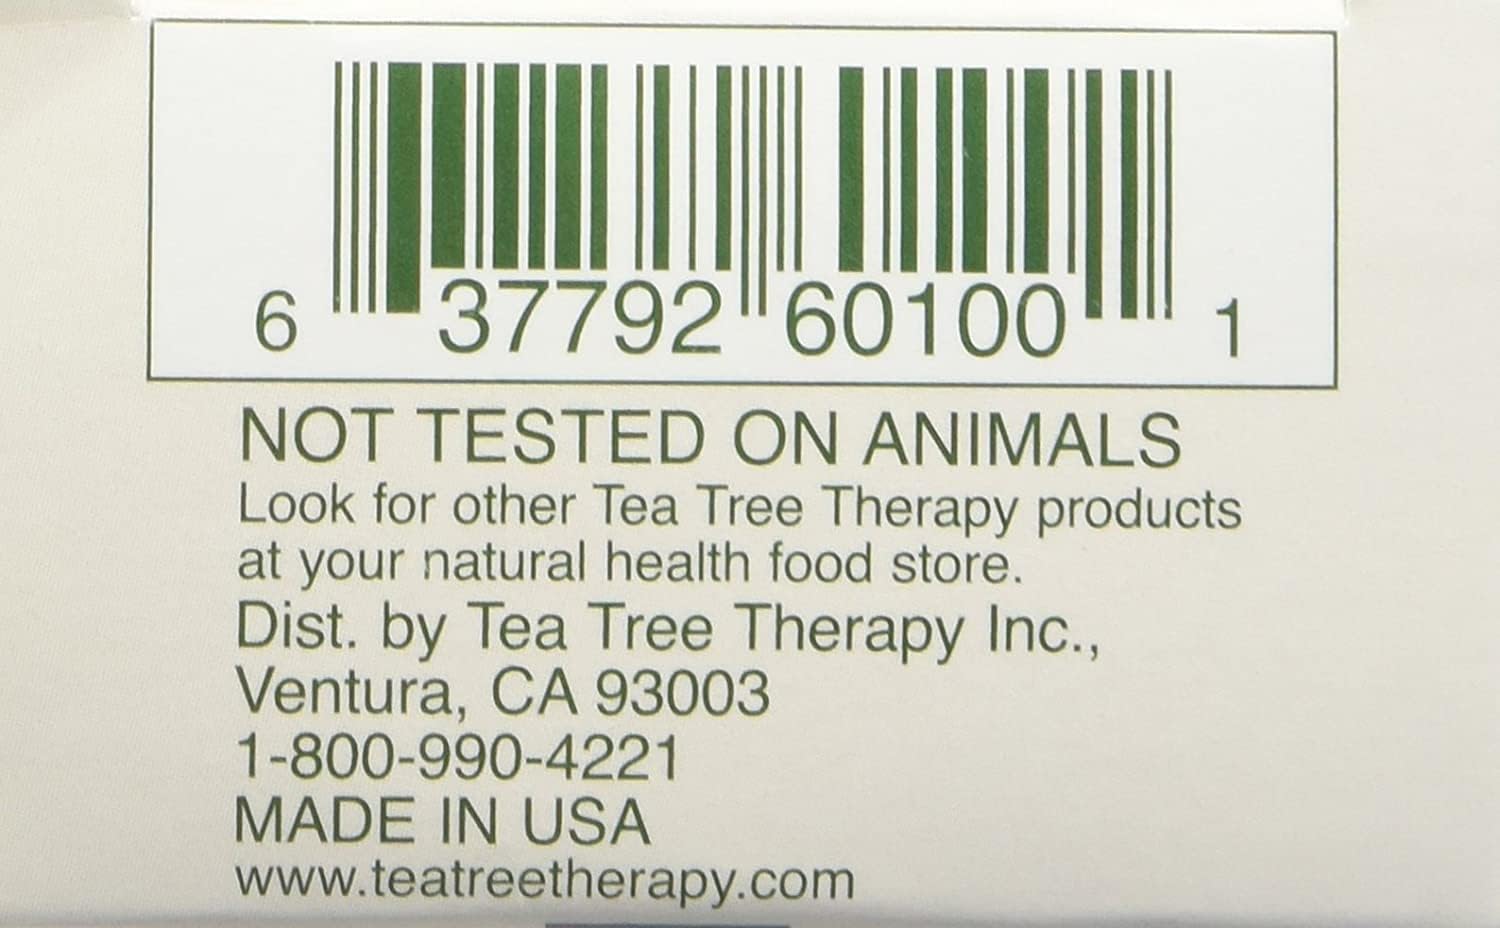 6 37792 60100 1
NOT TESTED ON ANIMALS
Look for other Tea Tree Therapy products
at your natural health food store.
Dist. by Tea Tree Therapy Inc.,
Ventura, CA 93003
1-800-990-4221
MADE IN USA
www.teatreetherapy.com